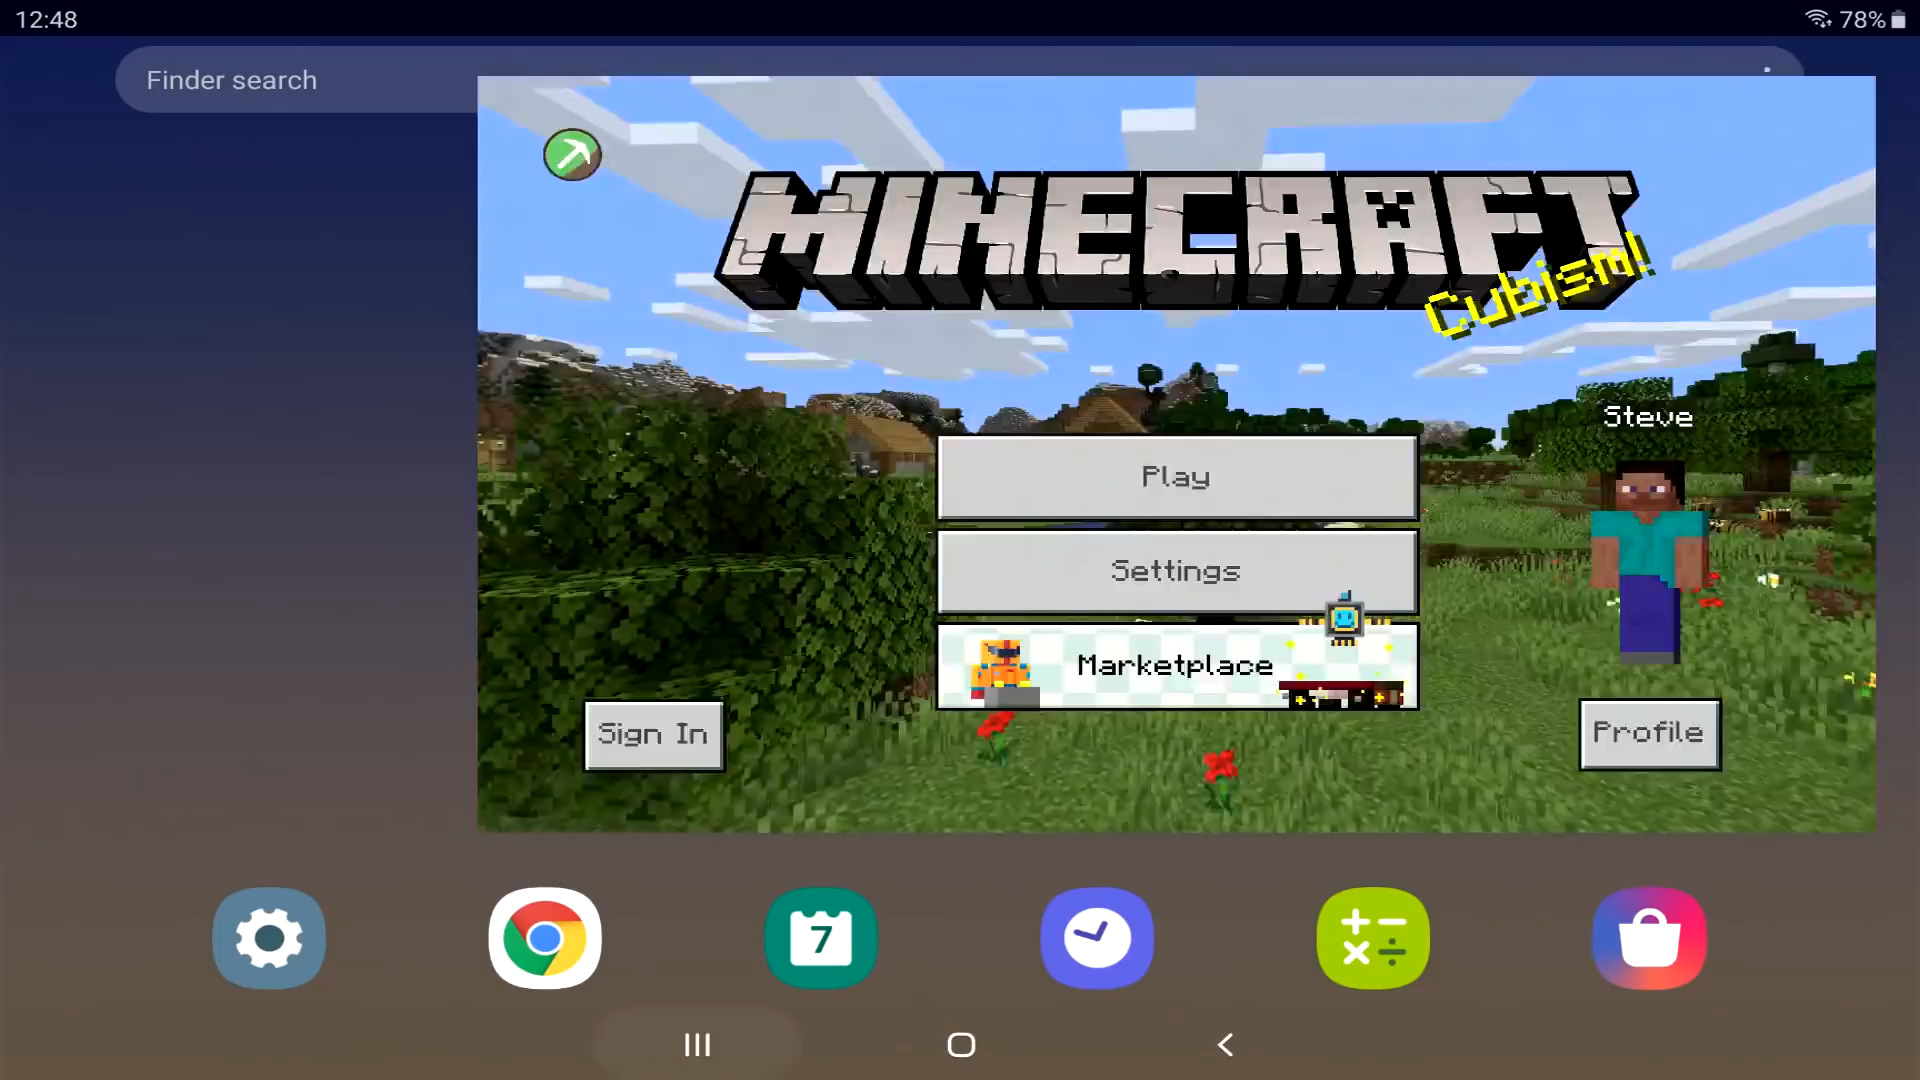 12:48
78%
Finder search
MINECRAFT
Cubism!
Steve
Play
Settings
Marketplace
Sign In
Profile
7